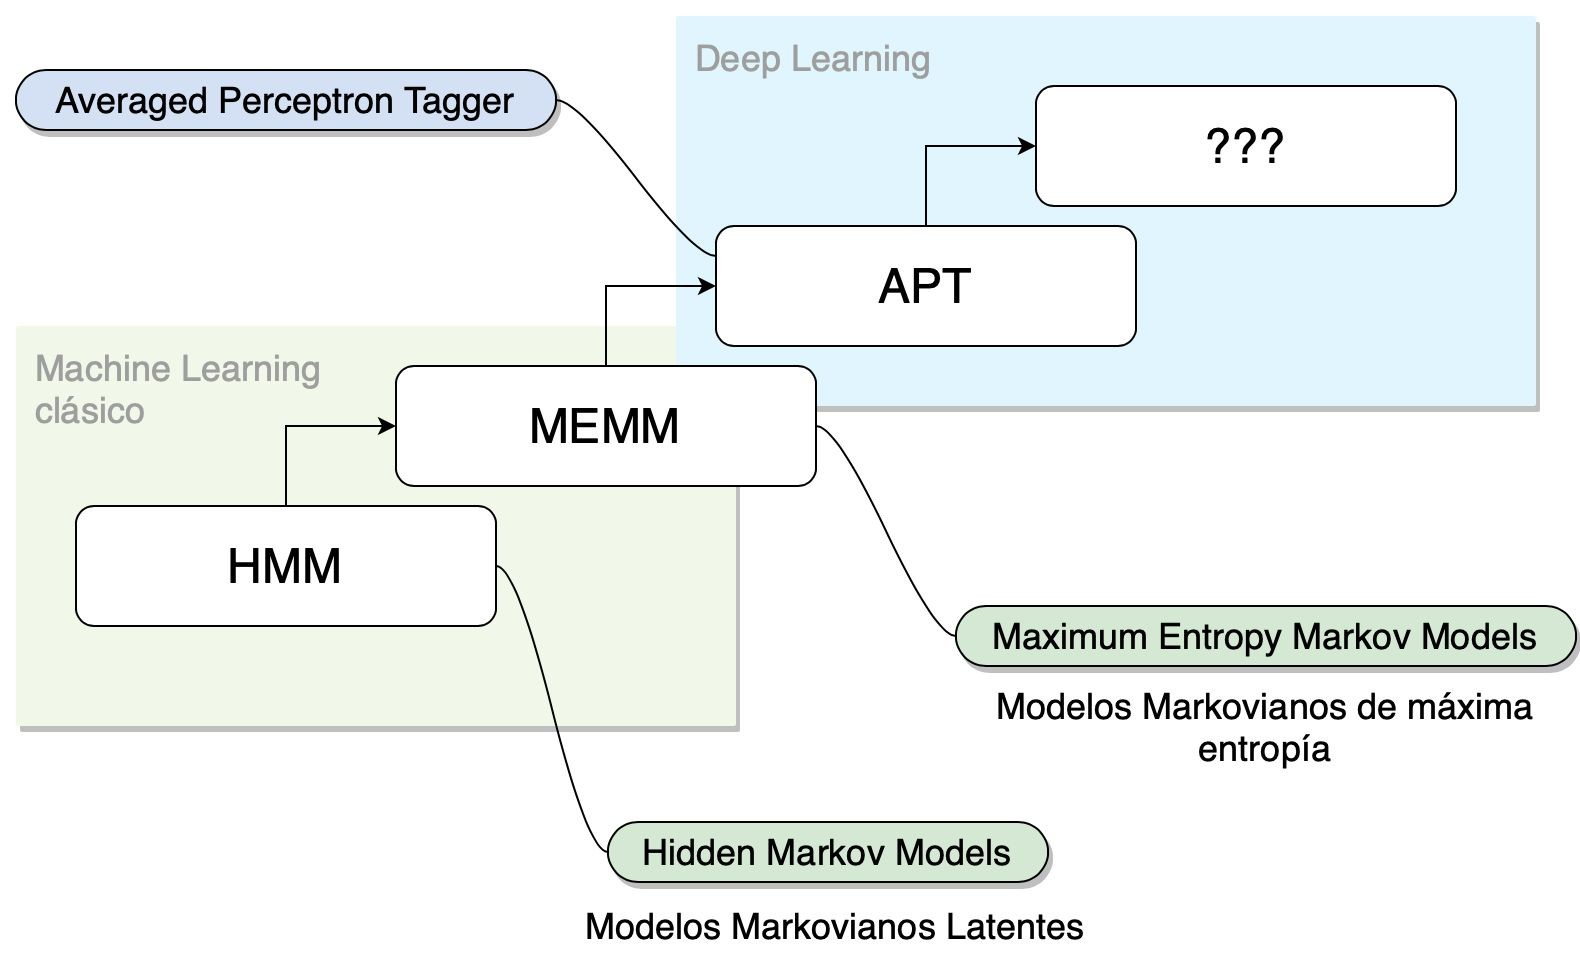 Deep Learning
Averaged Perceptron Tagger
???
APT
Machine Learning
clásico
MEMM
HMM
Maximum Entropy Markov Models
Modelos Markovianos de máxima
entropía
Hidden Markov Models
Modelos Markovianos Latentes